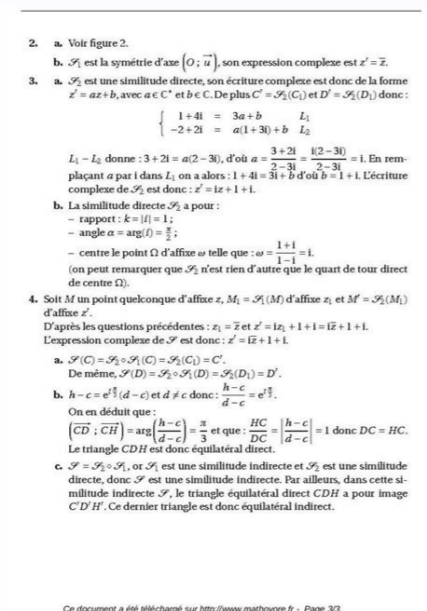 2. a. Voir figure 2.
b. 𝒮₁ est la symétrie d'axe (O ; u⃗), son expression complexe est z' = z̅.
3. a. 𝒮₂ est une similitude directe, son écriture complexe est donc de la forme
z' = az+b, avec a ∈ C* et b ∈ C. De plus C' = 𝒮₂(C₁) et D' = 𝒮₂(D₁) donc :
{ 1+4i = 3a+b L₁
−2+2i = a(1+3i)+b L₂
L₁ − L₂ donne : 3+2i = a(2−3i), d'où a = (3+2i)/(2−3i) = i(2−3i)/(2−3i) = i. En rem-
plaçant a par i dans L₁ on a alors : 1+4i = 3i+b d'où b = 1+i. L'écriture
complexe de 𝒮₂ est donc : z' = iz+1+i.
b. La similitude directe 𝒮₂ a pour :
– rapport : k = |i| = 1 ;
– angle α = arg(i) = π/2 ;
– centre le point Ω d'affixe ω telle que : ω = (1+i)/(1−i) = i.
(on peut remarquer que 𝒮₂ n'est rien d'autre que le quart de tour direct
de centre Ω).
4. Soit M un point quelconque d'affixe z, M₁ = 𝒮₁(M) d'affixe z₁ et M' = 𝒮₂(M₁)
d'affixe z'.
D'après les questions précédentes : z₁ = z̅ et z' = iz₁+1+i = iz̅+1+i.
L'expression complexe de 𝒮 est donc : z' = iz̅+1+i.
a. 𝒮(C) = 𝒮₂∘𝒮₁(C) = 𝒮₂(C₁) = C'.
De même, 𝒮(D) = 𝒮₂∘𝒮₁(D) = 𝒮₂(D₁) = D'.
b. h−c = e^(iπ/3)(d−c) et d ≠ c donc : (h−c)/(d−c) = e^(iπ/3).
On en déduit que :
(CD⃗ ; CH⃗) = arg((h−c)/(d−c)) = π/3 et que : HC/DC = |(h−c)/(d−c)| = 1 donc DC = HC.
Le triangle CDH est donc équilatéral direct.
c. 𝒮 = 𝒮₂∘𝒮₁, or 𝒮₁ est une similitude indirecte et 𝒮₂ est une similitude
directe, donc 𝒮 est une similitude indirecte. Par ailleurs, dans cette si-
militude indirecte 𝒮, le triangle équilatéral direct CDH a pour image
C'D'H'. Ce dernier triangle est donc équilatéral indirect.
Ce document a été téléchargé sur http://www.mathovore.fr - Page 3/3